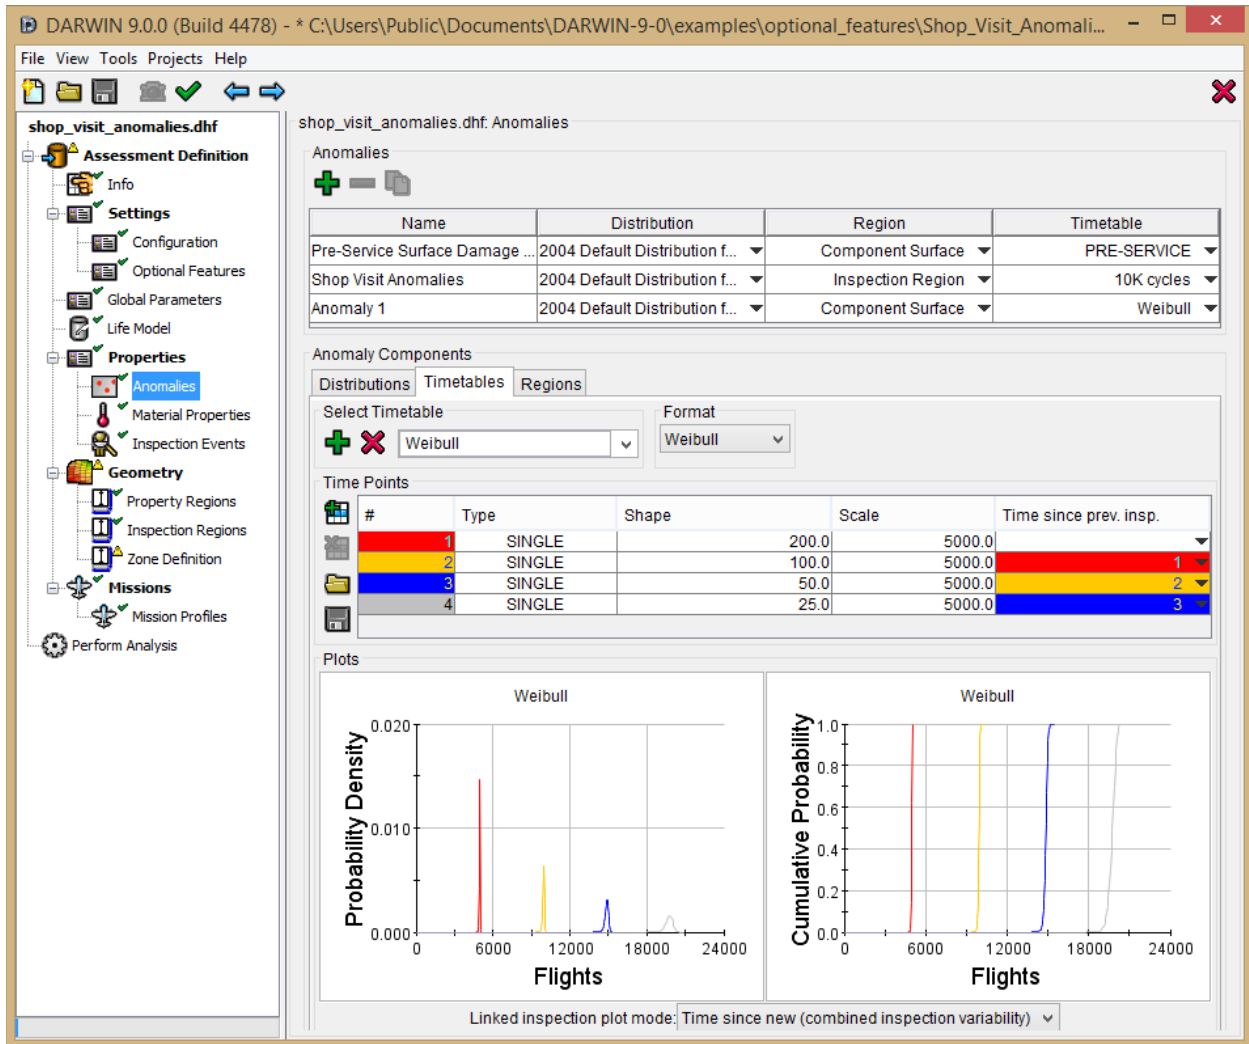 DARWIN 9.0.0 (Build 4478) - * C:\Users\Public\Documents\DARWIN-9-0\examples\optional_features\Shop_Visit_Anomali...
File View Tools Projects Help
shop_visit_anomalies.dhf
Assessment Definition
Info
Settings
Configuration
Optional Features
Global Parameters
Life Model
Properties
Anomalies
Material Properties
Inspection Events
Geometry
Property Regions
Inspection Regions
Zone Definition
Missions
Mission Profiles
Perform Analysis
shop_visit_anomalies.dhf: Anomalies
Anomalies
Name Distribution Region Timetable
Pre-Service Surface Damage ... 2004 Default Distribution f... Component Surface PRE-SERVICE
Shop Visit Anomalies 2004 Default Distribution f... Inspection Region 10K cycles
Anomaly 1 2004 Default Distribution f... Component Surface Weibull
Anomaly Components
Distributions Timetables Regions
Select Timetable Format
Weibull Weibull
Time Points
# Type Shape Scale Time since prev. insp.
1 SINGLE 200.0 5000.0
2 SINGLE 100.0 5000.0 1
3 SINGLE 50.0 5000.0 2
4 SINGLE 25.0 5000.0 3
Plots
Weibull
0.020
0.010
0.000
Probability Density
0 6000 12000 18000 24000
Flights
Weibull
1.0
0.8
0.6
0.4
0.2
0.0
Cumulative Probability
0 6000 12000 18000 24000
Flights
Linked inspection plot mode: Time since new (combined inspection variability)